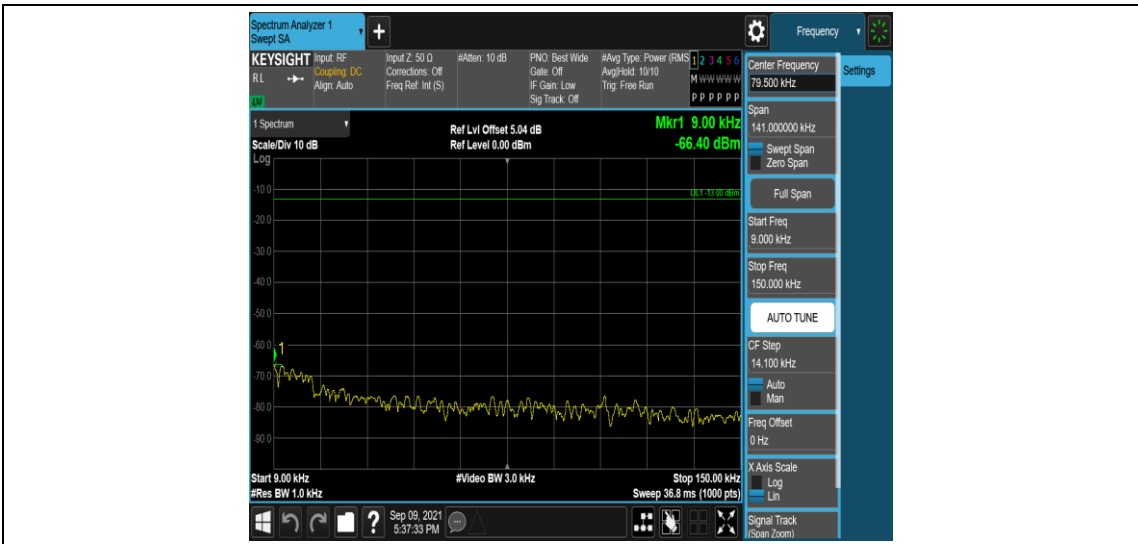 Spectrum Analyzer 1
Swept SA
+
Frequency
KEYSIGHT
RL
LXI
Input: RF
Coupling: DC
Align: Auto
Input Z: 50 Ω
Corrections: Off
Freq Ref: Int (S)
#Atten: 10 dB
PNO: Best Wide
Gate: Off
IF Gain: Low
Sig Track: Off
#Avg Type: Power (RMS
Avg|Hold: 10/10
Trig: Free Run
1 2 3 4 5 6
M W W W W W
P P P P P P
1 Spectrum
Scale/Div 10 dB
Log
Ref Lvl Offset 5.04 dB
Ref Level 0.00 dBm
Mkr1 9.00 kHz
-66.40 dBm
DL1 -13.00 dBm
-10.0
-20.0
-30.0
-40.0
-50.0
-60.0
-70.0
-80.0
-90.0
1
Start 9.00 kHz
#Res BW 1.0 kHz
#Video BW 3.0 kHz
Stop 150.00 kHz
Sweep 36.8 ms (1000 pts)
?
Sep 09, 2021
5:37:33 PM
Center Frequency
79.500 kHz
Settings
Span
141.000000 kHz
Swept Span
Zero Span
Full Span
Start Freq
9.000 kHz
Stop Freq
150.000 kHz
AUTO TUNE
CF Step
14.100 kHz
Auto
Man
Freq Offset
0 Hz
X Axis Scale
Log
Lin
Signal Track
(Span Zoom)